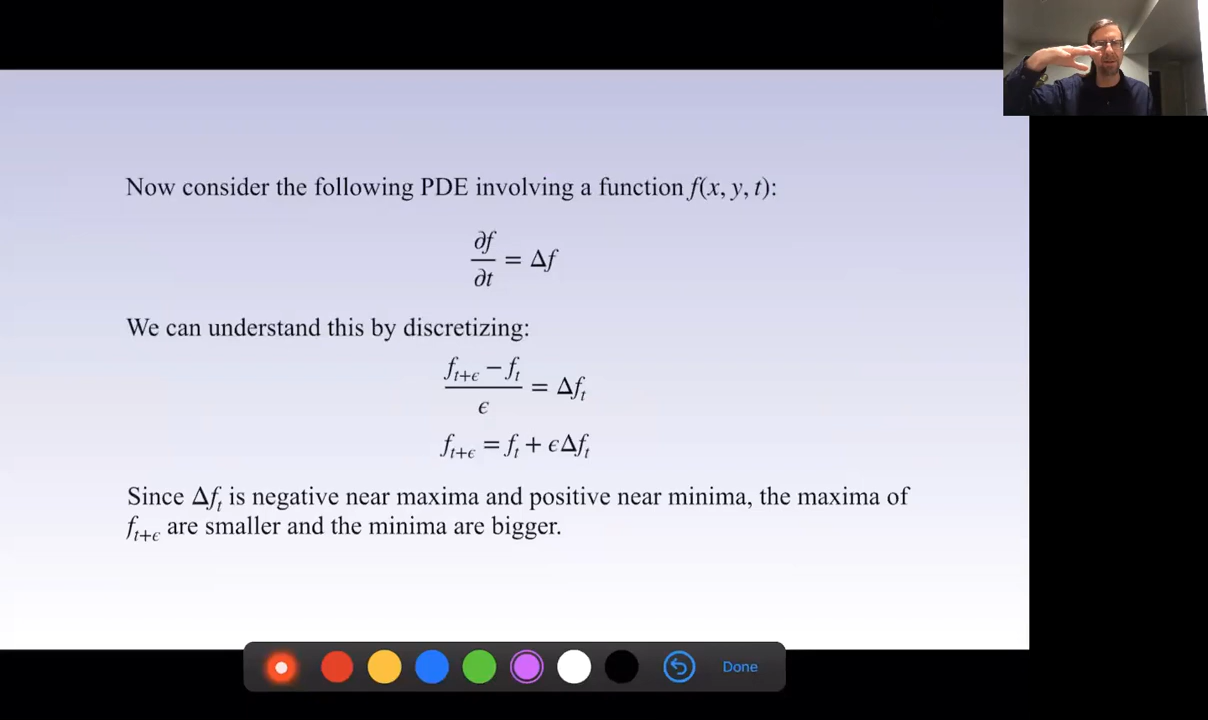 Now consider the following PDE involving a function f(x, y, t):
∂f/∂t = Δf
We can understand this by discretizing:
(f_{t+ϵ} − f_t)/ϵ = Δf_t
f_{t+ϵ} = f_t + ϵΔf_t
Since Δf_t is negative near maxima and positive near minima, the maxima of
f_{t+ϵ} are smaller and the minima are bigger.
Done